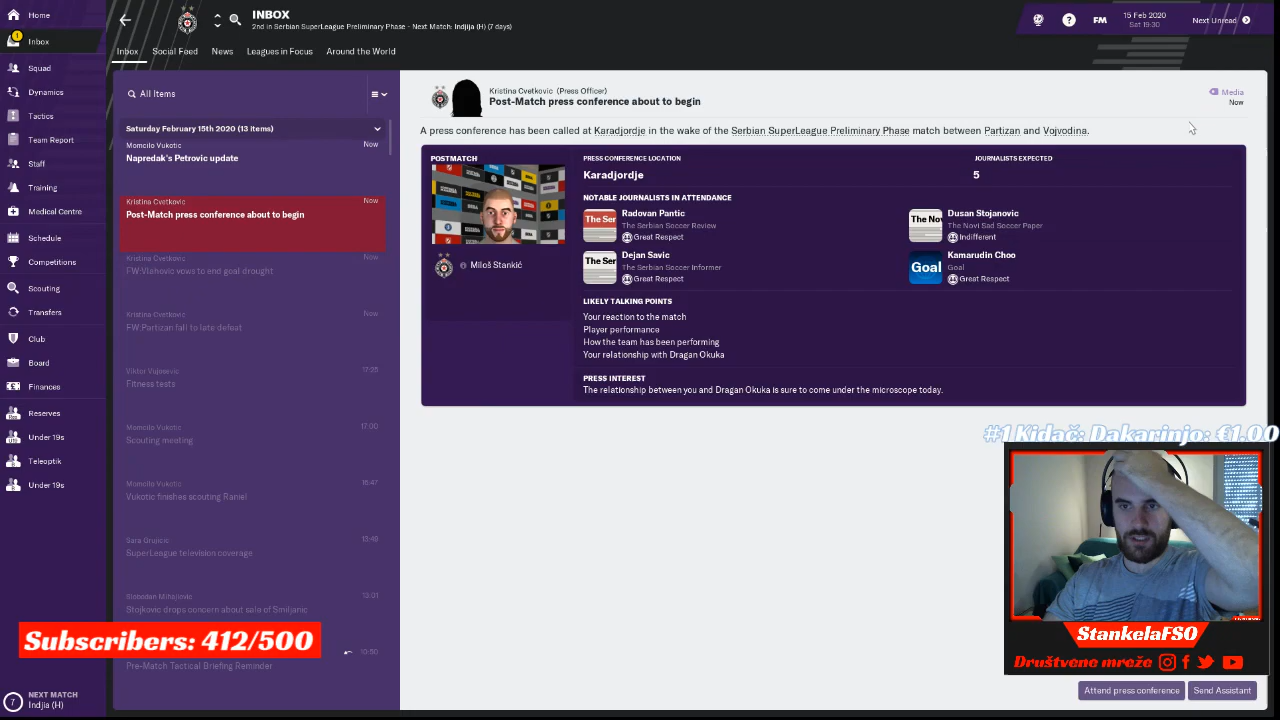 Home
Inbox
Squad
Dynamics
Tactics
Team Report
Staff
Training
Medical Centre
Schedule
Competitions
Scouting
Transfers
Club
Board
Finances
Reserves
Under 19s
Teleoptik
Under 19s
7
NEXT MATCH
Indjia (H)
INBOX
2nd in Serbian SuperLeague Preliminary Phase - Next Match: Indjija (H) (7 days)
?
FM
15 Feb 2020
Sat 19:30
Next Unread
Inbox
Social Feed
News
Leagues in Focus
Around the World
All Items
Saturday February 15th 2020 (13 items)
Momcilo Vukotic
Now
Napredak's Petrovic update
Kristina Cvetkovic
Now
Post-Match press conference about to begin
Kristina Cvetkovic
Now
FW:Vlahovic vows to end goal drought
Kristina Cvetkovic
Now
FW:Partizan fall to late defeat
Viktor Vujonevic
Fitness tests
Momcilo Vukotic
17:00
Scouting meeting
Momcilo Vukotic
Vukotic finishes scouting Raniel
Sara Grujicic
SuperLeague television coverage
Slobodan Mihajlovic
13:01
Stojkovic drops concern about sale of Smiljanic
10:50
Pre-Match Tactical Briefing Reminder
Kristina Cvetkovic (Press Officer)
Post-Match press conference about to begin
Media
Now
A press conference has been called at Karadjordje in the wake of the Serbian SuperLeague Preliminary Phase match between Partizan and Vojvodina.
POSTMATCH
Miloš Stankić
PRESS CONFERENCE LOCATION
Karadjordje
JOURNALISTS EXPECTED
5
NOTABLE JOURNALISTS IN ATTENDANCE
The Ser
Radovan Pantic
The Serbian Soccer Review
Great Respect
The Nov
Dusan Stojanovic
The Novi Sad Soccer Paper
Indifferent
The Ser
Dejan Savic
The Serbian Soccer Informer
Great Respect
Goal
Kamarudin Choo
Goal
Great Respect
LIKELY TALKING POINTS
Your reaction to the match
Player performance
How the team has been performing
Your relationship with Dragan Okuka
PRESS INTEREST
The relationship between you and Dragan Okuka is sure to come under the microscope today.
#1 Kidač: Dakarinjo: €1.00
StankelaFSO
Društvene mreže
Subscribers: 412/500
Attend press conference
Send Assistant